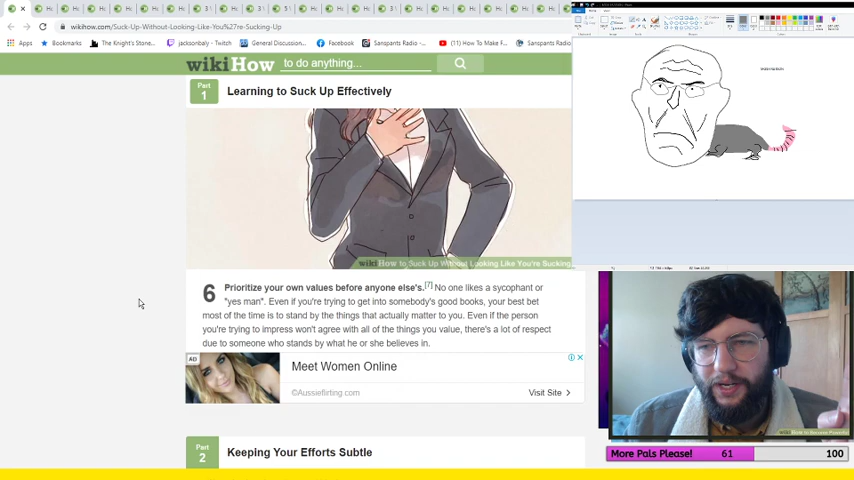 wikihow.com/Suck-Up-Without-Looking-Like-You%27re-Sucking-Up
Apps
Bookmarks
The Knight's Stone...
jacksonbaly - Twitch
General Discussion...
Facebook
Sanspants Radio -...
(11) How To Make F...
Sanspants Radio
wikiHow
to do anything...
Part
1
Learning to Suck Up Effectively
wikiHow to Suck Up Without Looking Like You're Sucking
6
Prioritize your own values before anyone else's.[7] No one likes a sycophant or
"yes man". Even if you're trying to get into somebody's good books, your best bet
most of the time is to stand by the things that actually matter to you. Even if the person
you're trying to impress won't agree with all of the things you value, there's a lot of respect
due to someone who stands by what he or she believes in.
AD
Meet Women Online
©Aussieflirting.com
Visit Site
Part
2
Keeping Your Efforts Subtle
More Pals Please!
61
100